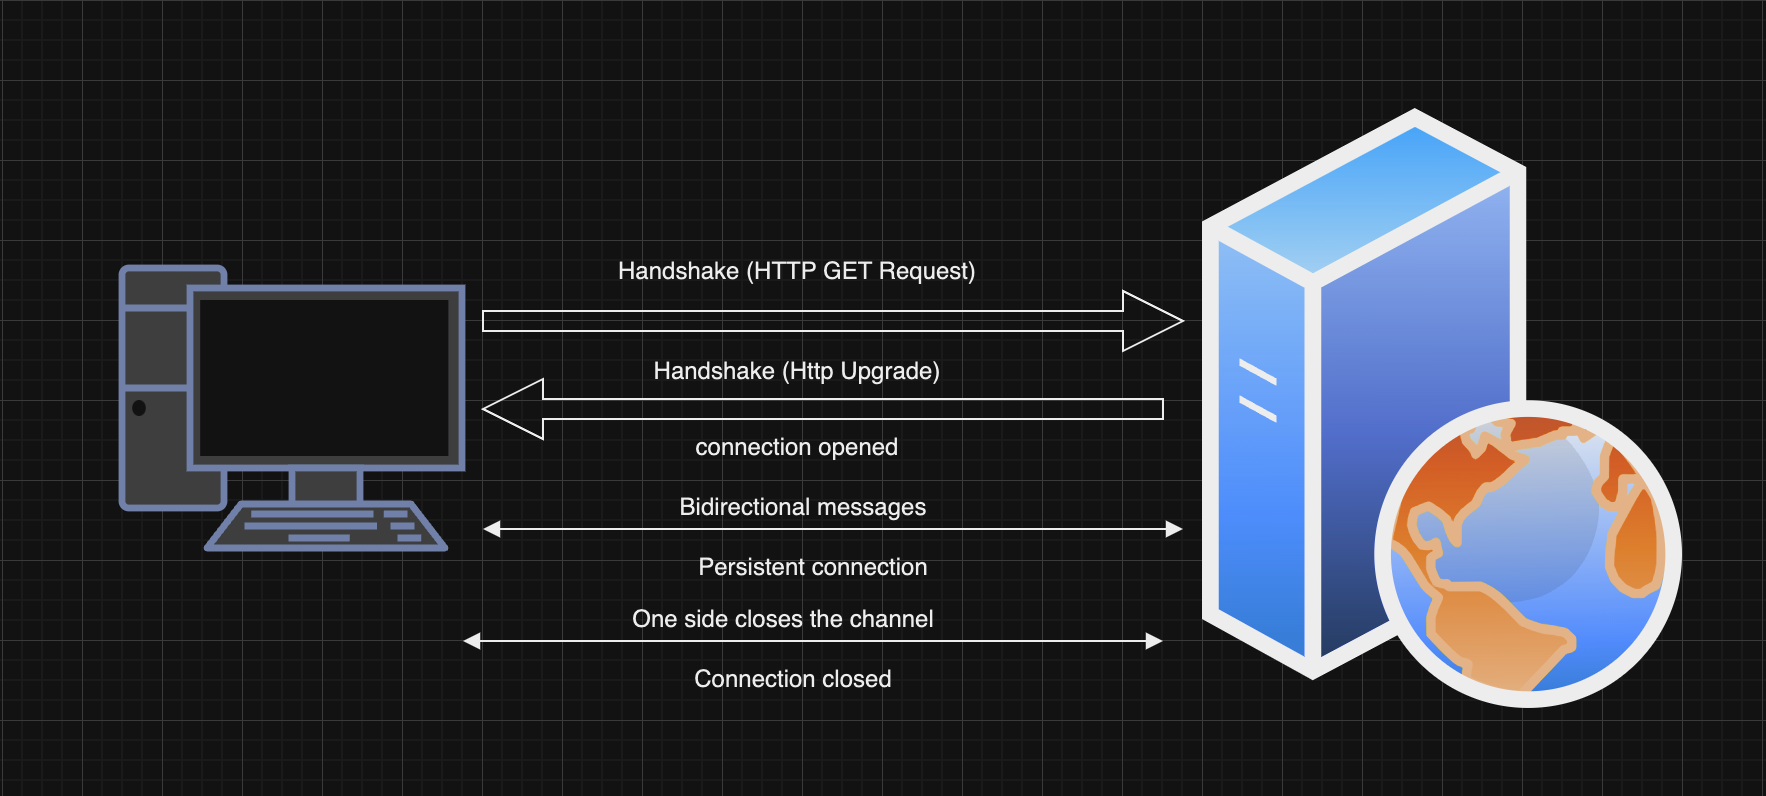 Handshake (HTTP GET Request)
Handshake (Http Upgrade)
connection opened
Bidirectional messages
Persistent connection
One side closes the channel
Connection closed